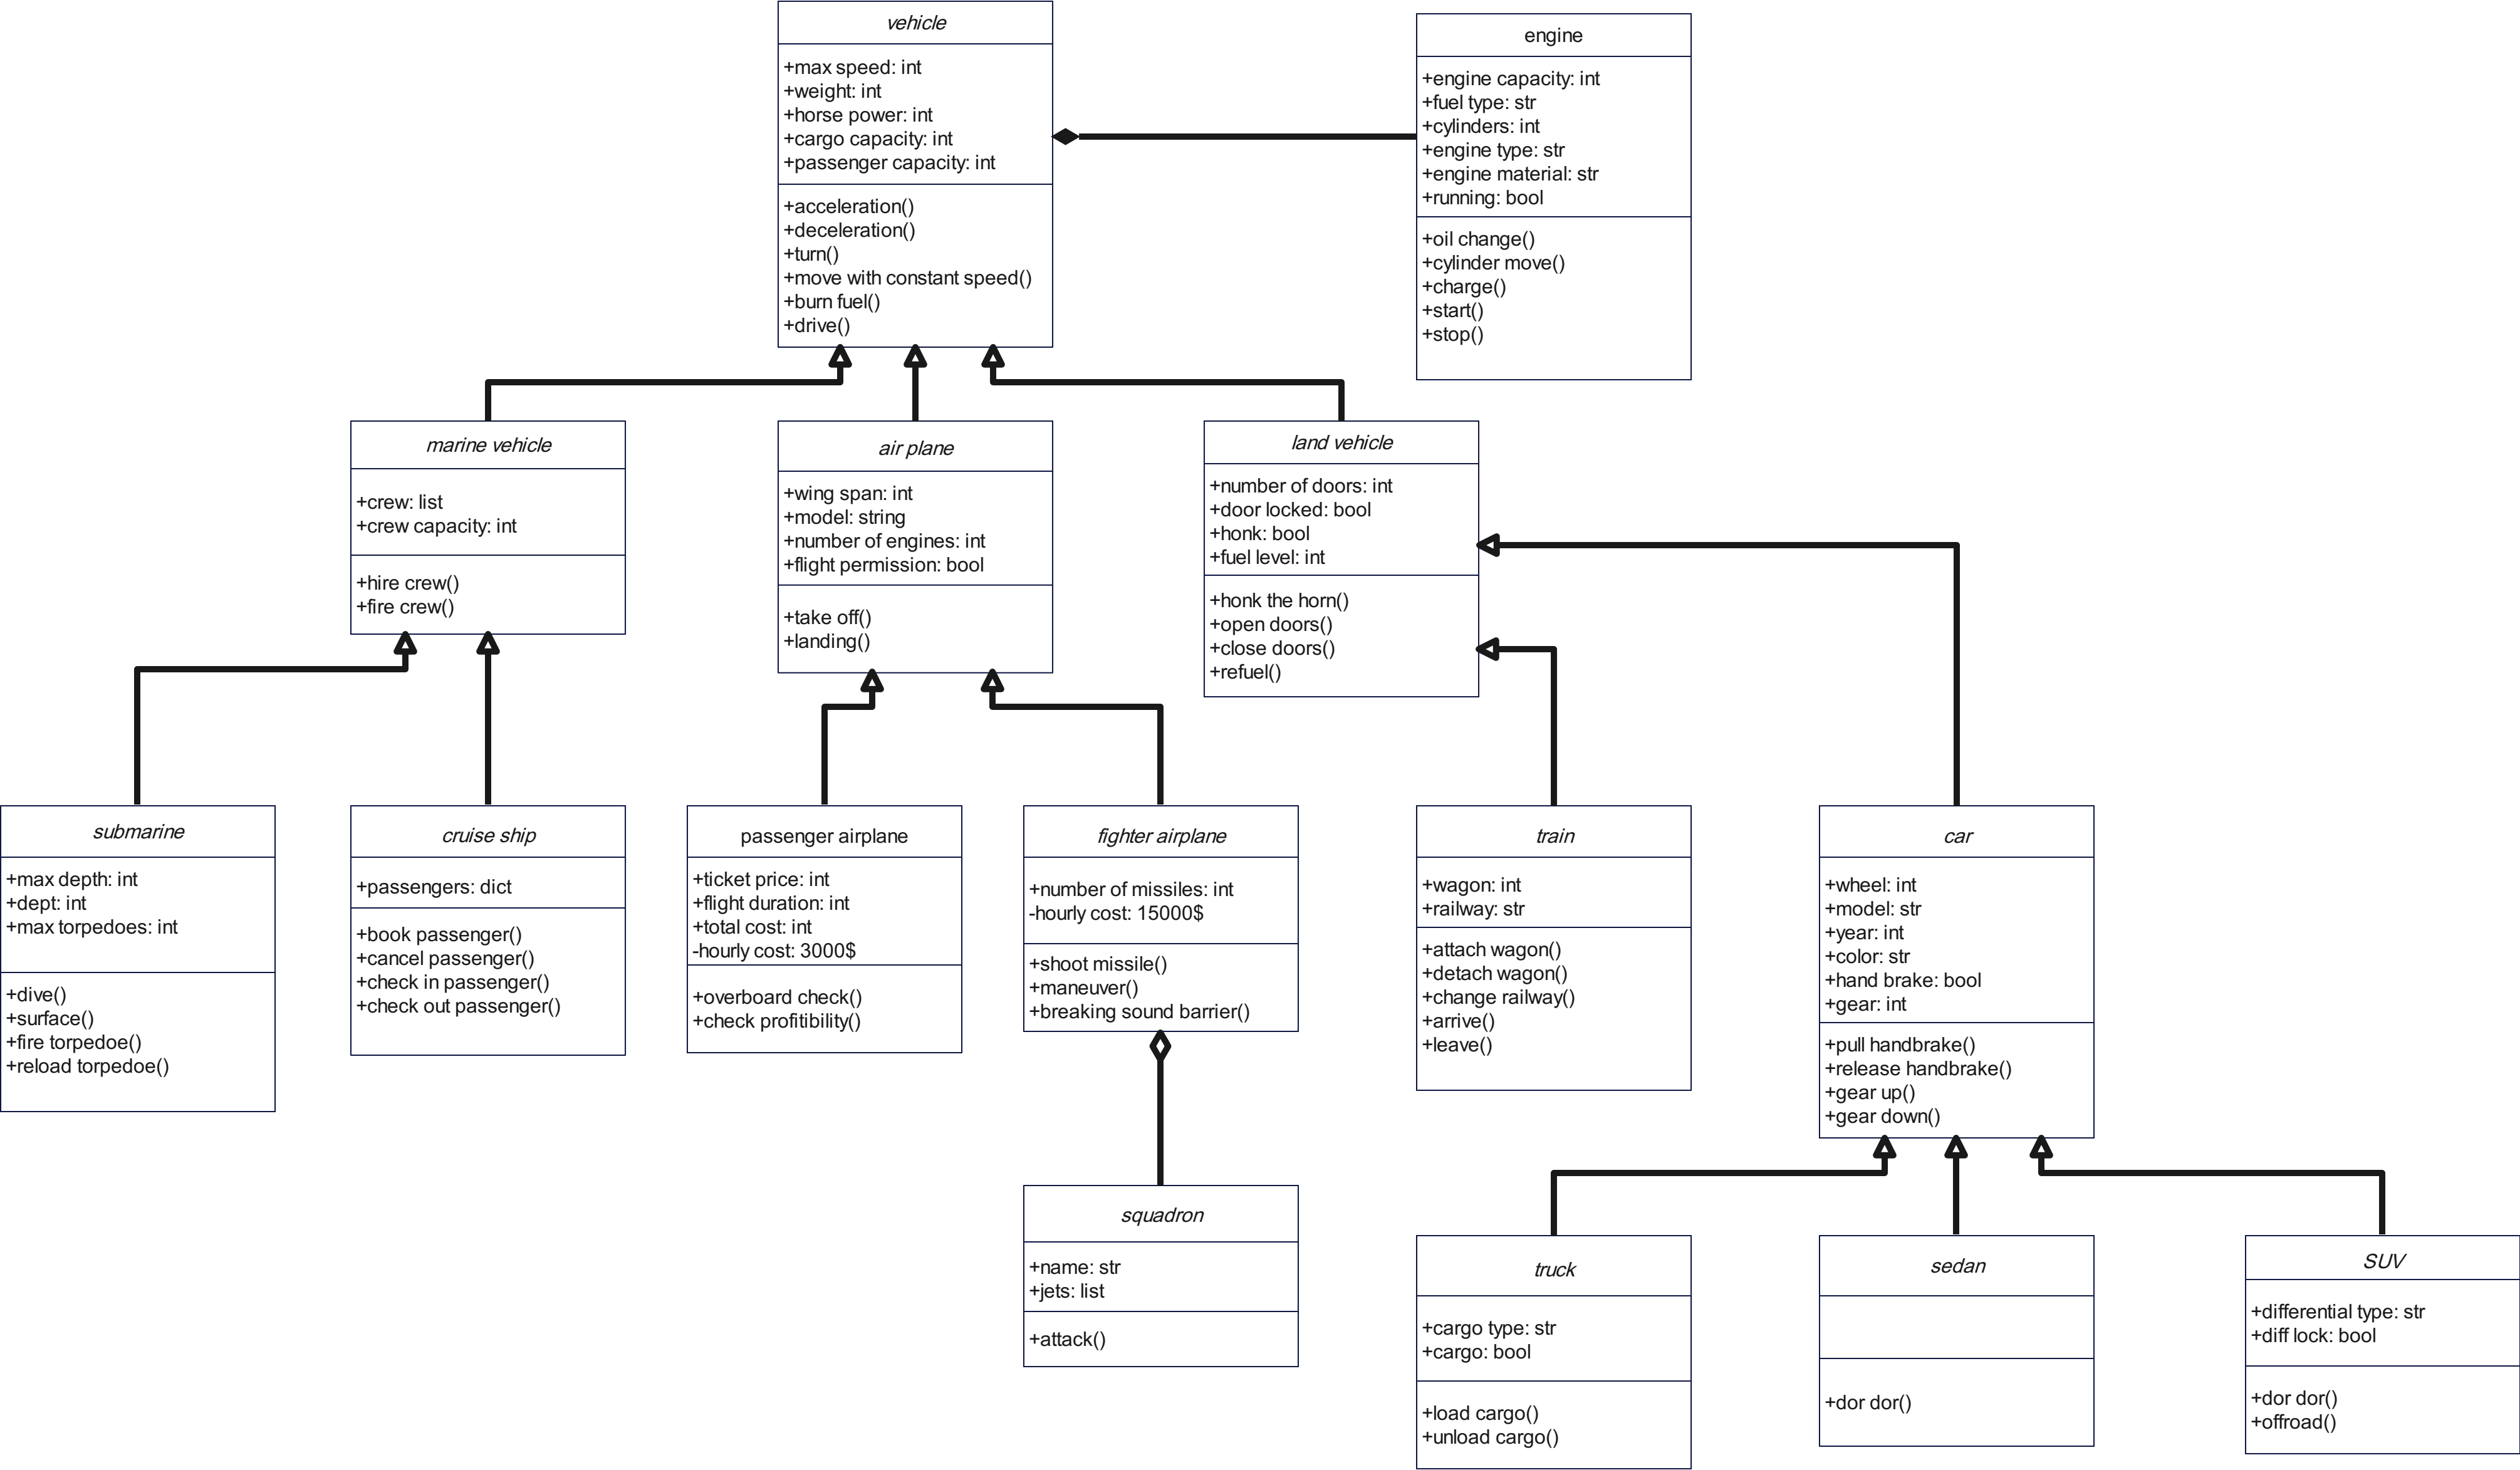 vehicle
+max speed: int
+weight: int
+horse power: int
+cargo capacity: int
+passenger capacity: int
+acceleration()
+deceleration()
+turn()
+move with constant speed()
+burn fuel()
+drive()
engine
+engine capacity: int
+fuel type: str
+cylinders: int
+engine type: str
+engine material: str
+running: bool
+oil change()
+cylinder move()
+charge()
+start()
+stop()
marine vehicle
+crew: list
+crew capacity: int
+hire crew()
+fire crew()
air plane
+wing span: int
+model: string
+number of engines: int
+flight permission: bool
+take off()
+landing()
land vehicle
+number of doors: int
+door locked: bool
+honk: bool
+fuel level: int
+honk the horn()
+open doors()
+close doors()
+refuel()
submarine
+max depth: int
+dept: int
+max torpedoes: int
+dive()
+surface()
+fire torpedoe()
+reload torpedoe()
cruise ship
+passengers: dict
+book passenger()
+cancel passenger()
+check in passenger()
+check out passenger()
passenger airplane
+ticket price: int
+flight duration: int
+total cost: int
-hourly cost: 3000$
+overboard check()
+check profitibility()
fighter airplane
+number of missiles: int
-hourly cost: 15000$
+shoot missile()
+maneuver()
+breaking sound barrier()
train
+wagon: int
+railway: str
+attach wagon()
+detach wagon()
+change railway()
+arrive()
+leave()
car
+wheel: int
+model: str
+year: int
+color: str
+hand brake: bool
+gear: int
+pull handbrake()
+release handbrake()
+gear up()
+gear down()
squadron
+name: str
+jets: list
+attack()
truck
+cargo type: str
+cargo: bool
+load cargo()
+unload cargo()
sedan
+dor dor()
SUV
+differential type: str
+diff lock: bool
+dor dor()
+offroad()